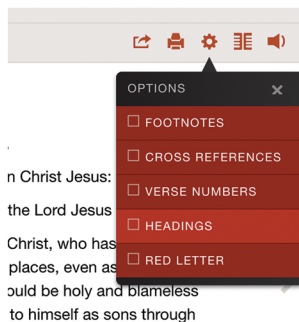 OPTIONS
FOOTNOTES
CROSS REFERENCES
VERSE NUMBERS
HEADINGS
RED LETTER
n Christ Jesus:
the Lord Jesus
Christ, who has
places, even as
ould be holy and blameless
to himself as sons through